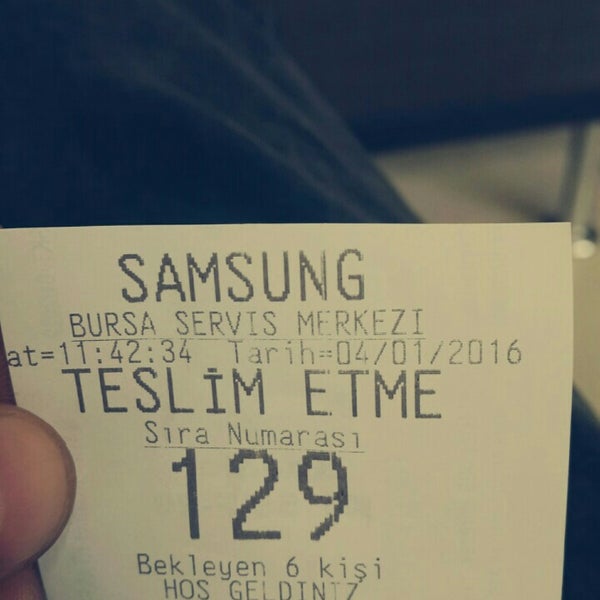 SAMSUNG
BURSA SERVIS MERKEZI
at=11:42:34 Tarih=04/01/2016
TESLİM ETME
Sıra Numarası
129
Bekleyen 6 kişi
HOS GELDINIZ